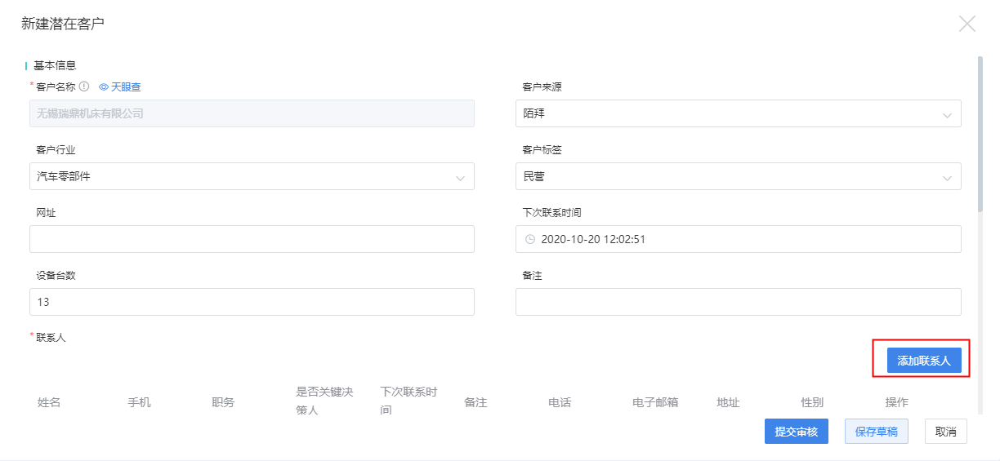 新建潜在客户
基本信息
*客户名称 天眼查
客户来源
无锡瑞鼎机床有限公司
陌拜
客户行业
客户标签
汽车零部件
民营
网址
下次联系时间
2020-10-20 12:02:51
设备台数
备注
13
*联系人
添加联系人
姓名 手机 职务 是否关键决策人 下次联系时间 备注 电话 电子邮箱 地址 性别 操作
提交审核 保存草稿 取消